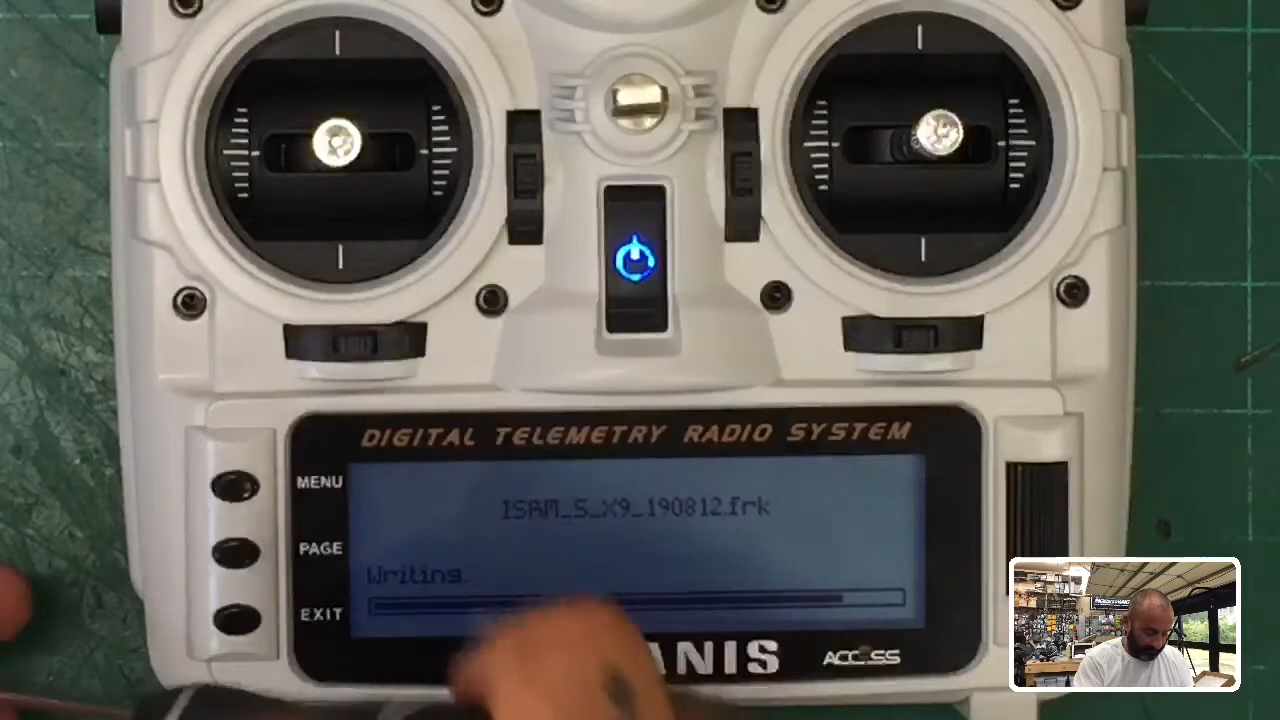 DIGITAL TELEMETRY RADIO SYSTEM
MENU
ISRM_S_X9_190812.frk
PAGE
Writing
EXIT
ANIS
ACCESS